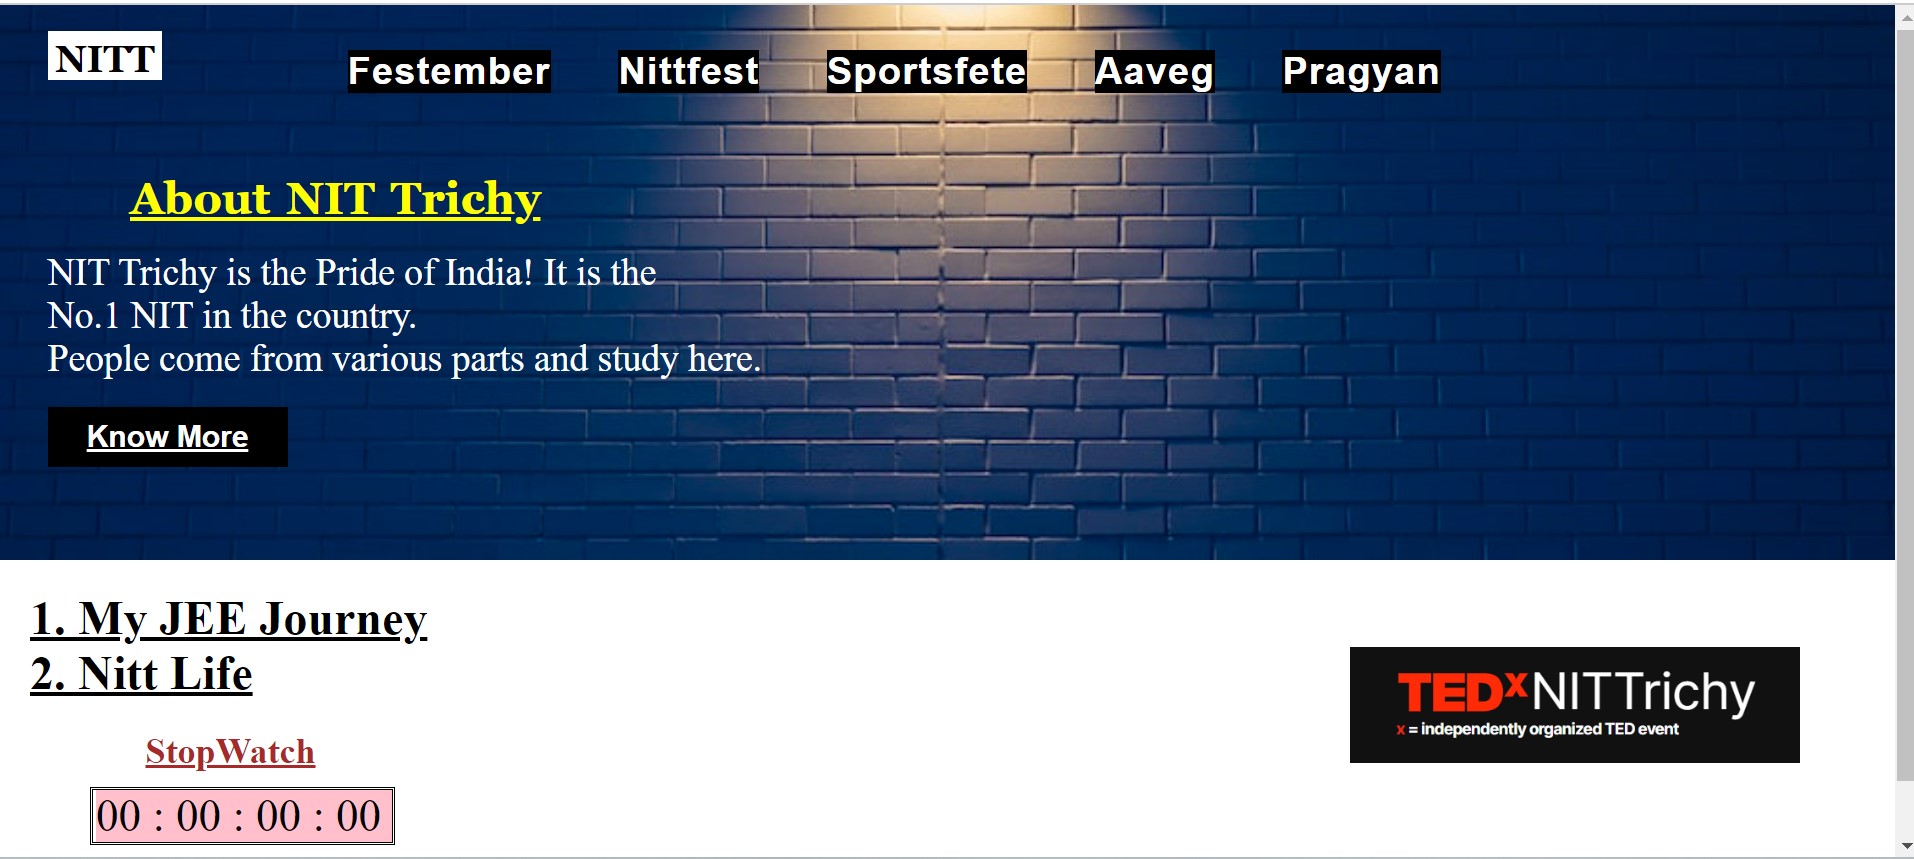 NITT
Festember Nittfest Sportsfete Aaveg Pragyan
About NIT Trichy
NIT Trichy is the Pride of India! It is the
No.1 NIT in the country.
People come from various parts and study here.
Know More
1. My JEE Journey
2. Nitt Life
TEDxNITTrichy
x = independently organized TED event
StopWatch
00 : 00 : 00 : 00